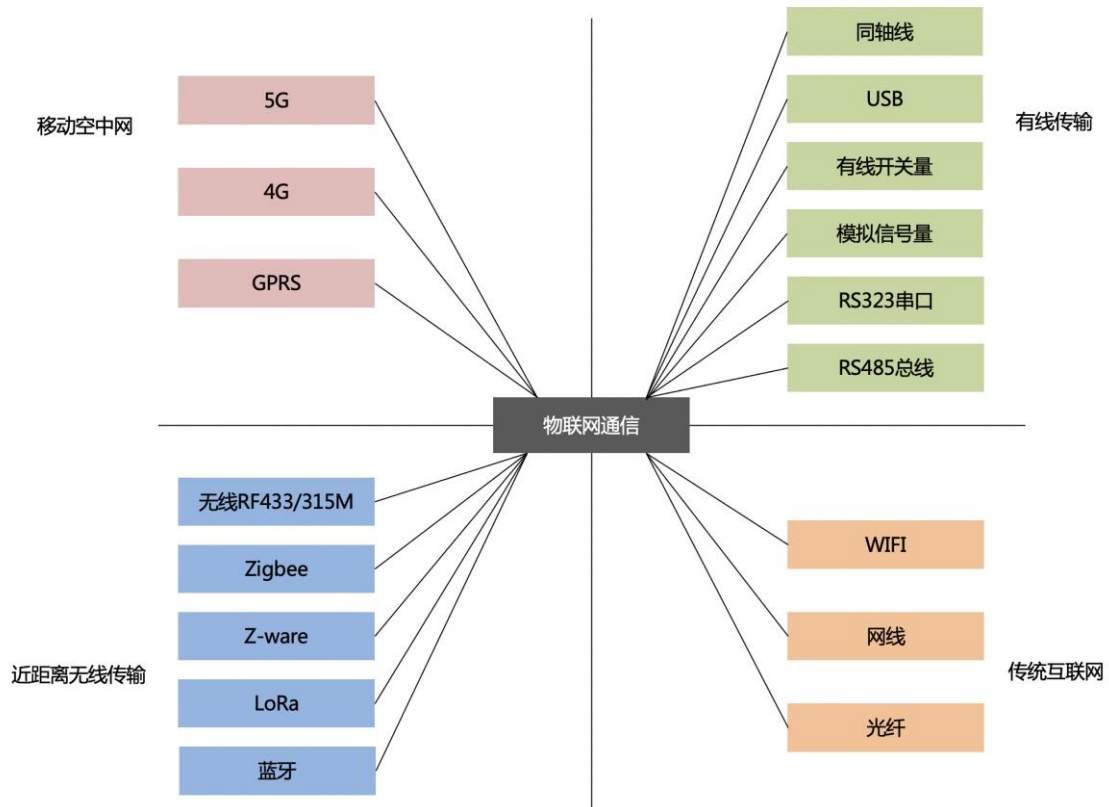 移动空中网
5G
4G
GPRS
同轴线
USB
有线开关量
模拟信号量
RS323串口
RS485总线
有线传输
物联网通信
近距离无线传输
无线RF433/315M
Zigbee
Z-ware
LoRa
蓝牙
WIFI
网线
光纤
传统互联网